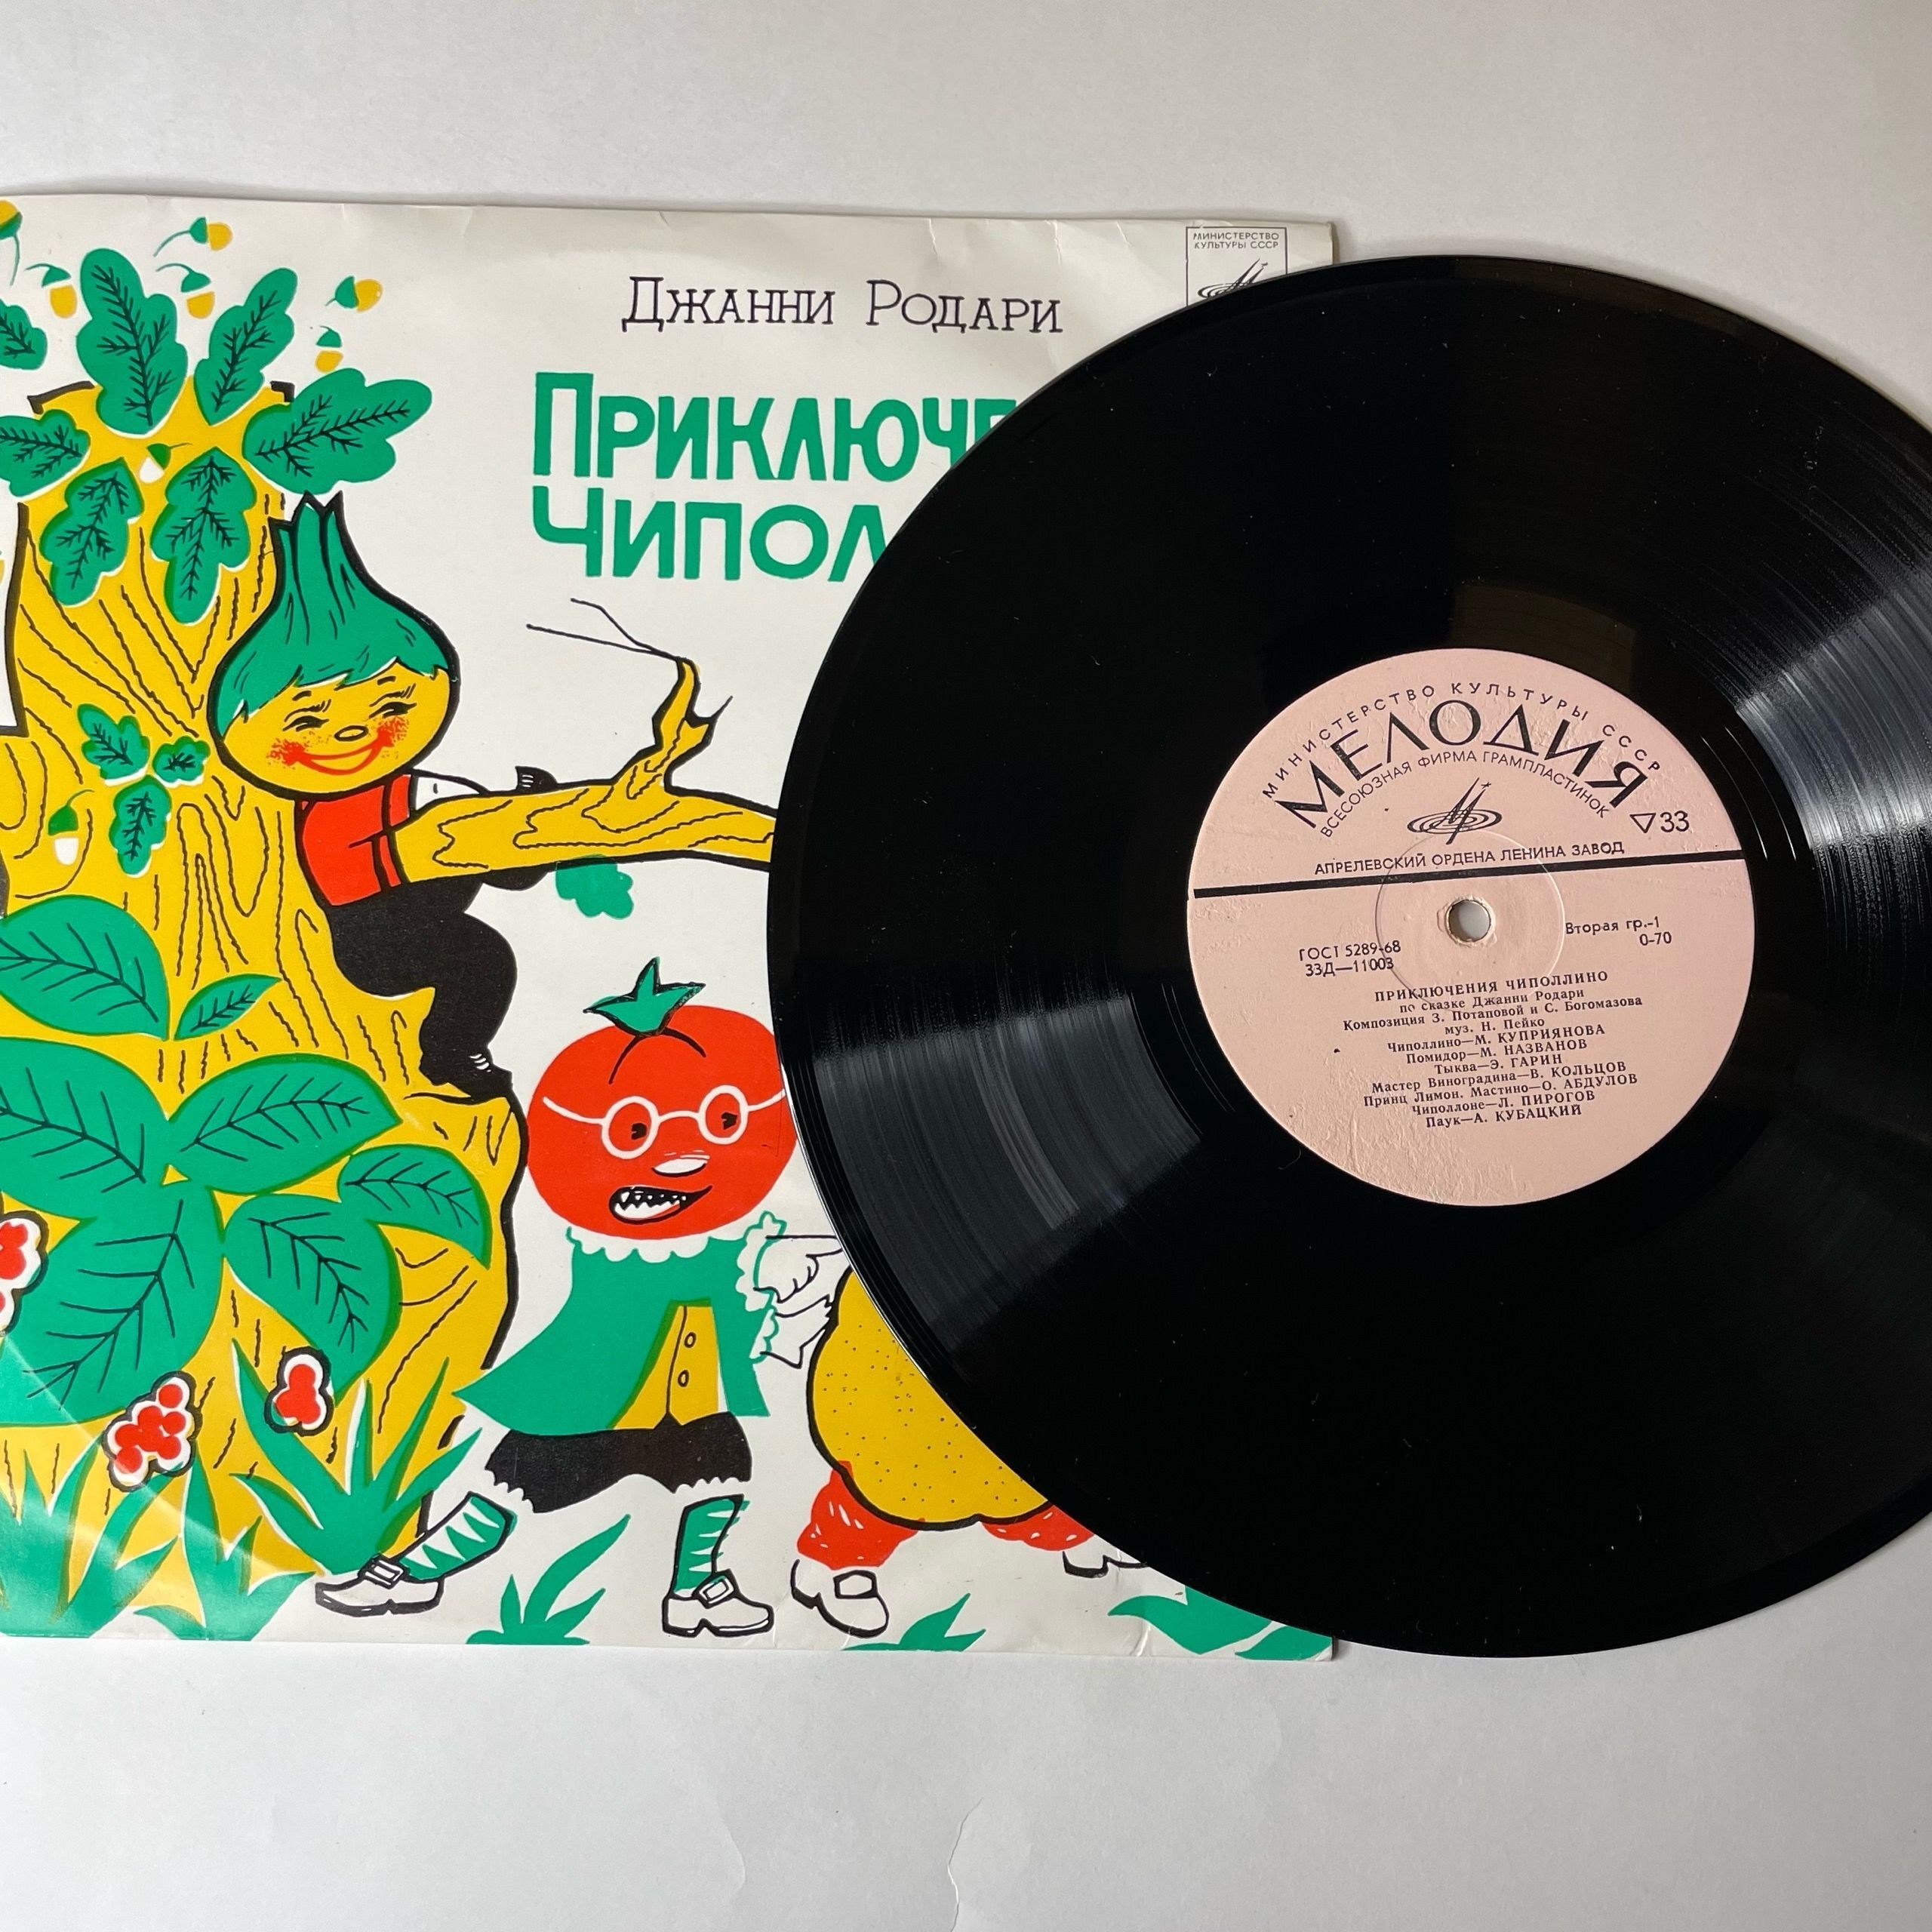 МИНИСТЕРСТВО
КУЛЬТУРЫ СССР
Джанни Родари
Чипол
МИНИСТЕРСТВО КУЛЬТУРЫ СССР
МЕЛОДИЯ
ВСЕСОЮЗНАЯ ФИРМА ГРАМПЛАСТИНОК
33
АПРЕЛЕВСКИЙ ОРДЕНА ЛЕНИНА ЗАВОД
ГОСТ 5289-68
33Д—11003
Вторая гр.-1
0-70
ПРИКЛЮЧЕНИЯ ЧИПОЛЛИНО
по сказке Джанни Родари
Композиция З. Потаповой и С. Богомазова
муз. Н. Пейко
Чиполлино—М. КУПРИЯНОВА
Помидор—М. НАЗВАНОВ
Тыква—Э. ГАРИН
Мастер Виноградина—В. КОЛЬЦОВ
Принц Лимон. Мастино—О. АБДУЛОВ
Чиполлоне—Л. ПИРОГОВ
Паук—А. КУБАЦКИЙ